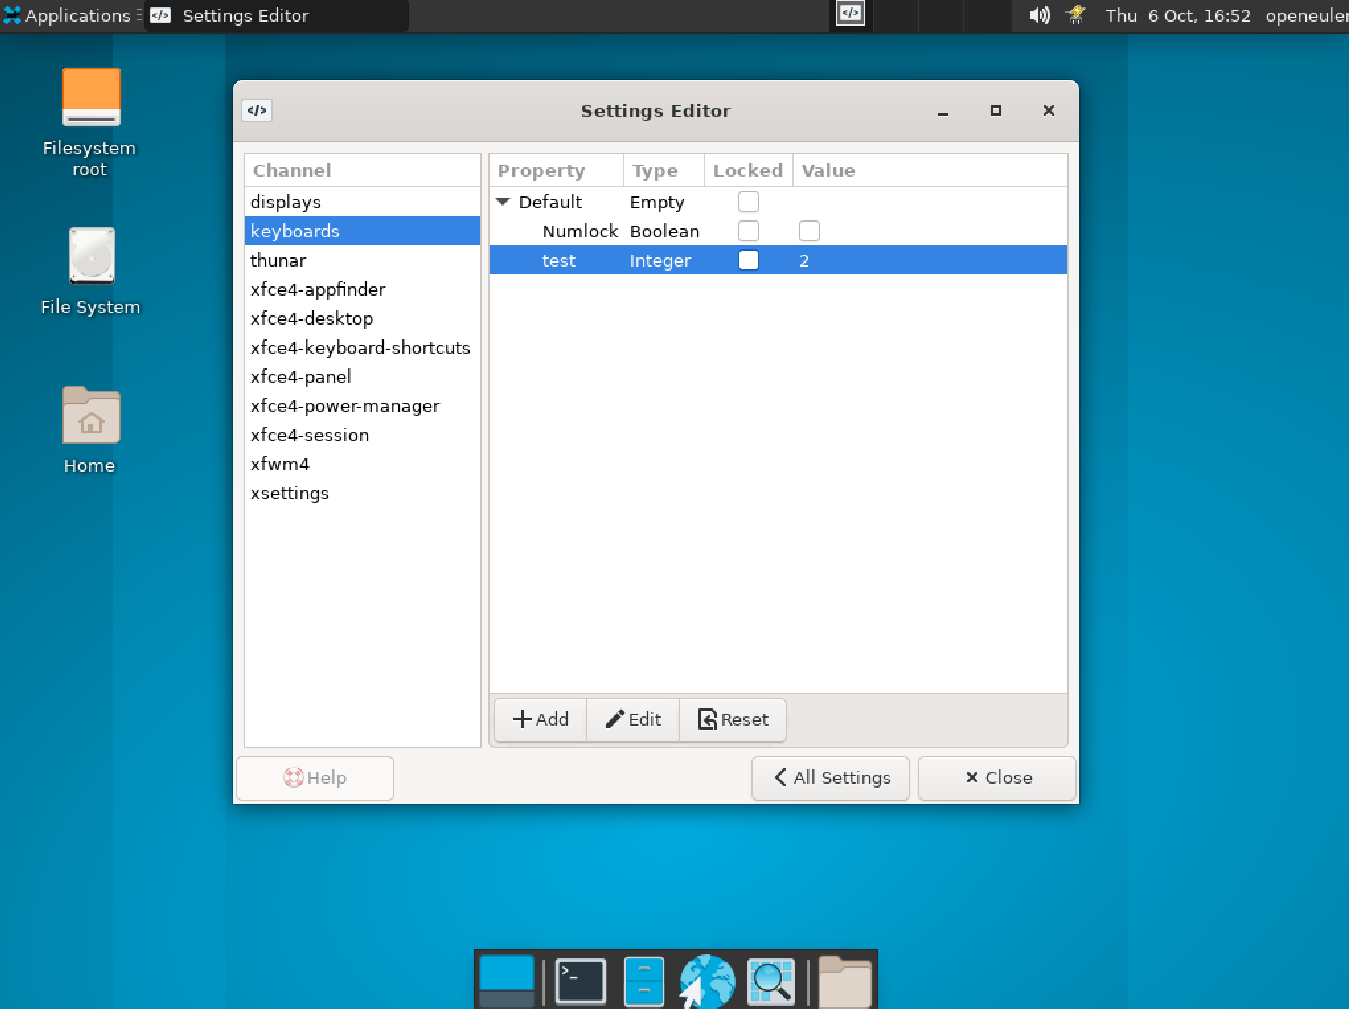 Applications Settings Editor Thu 6 Oct, 16:52 openeuler
Filesystem
root
File System
Home
Settings Editor
Channel
displays
keyboards
thunar
xfce4-appfinder
xfce4-desktop
xfce4-keyboard-shortcuts
xfce4-panel
xfce4-power-manager
xfce4-session
xfwm4
xsettings
Property Type Locked Value
Default Empty
Numlock Boolean
test Integer 2
Add Edit Reset
Help All Settings Close